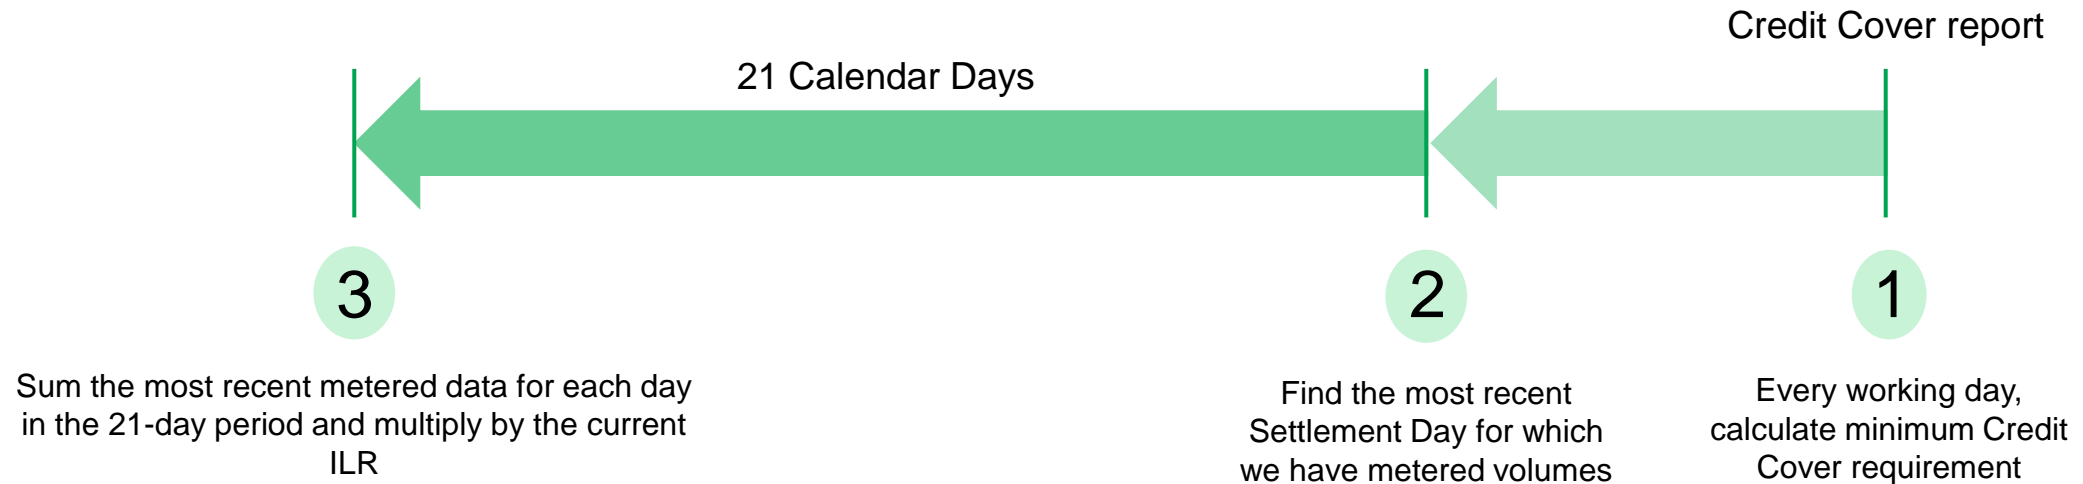 Credit Cover report
21 Calendar Days
3
2
1
Sum the most recent metered data for each day
in the 21-day period and multiply by the current
ILR
Find the most recent
Settlement Day for which
we have metered volumes
Every working day,
calculate minimum Credit
Cover requirement